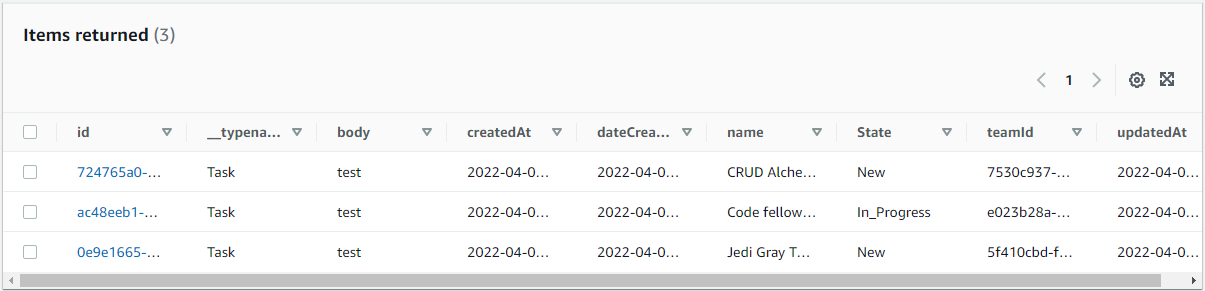 Items returned (3)
1
id __typena... body createdAt dateCrea... name State teamId updatedAt
724765a0-... Task test 2022-04-0... 2022-04-0... CRUD Alche... New 7530c937-... 2022-04-0...
ac48eeb1-... Task test 2022-04-0... 2022-04-0... Code fellow... In_Progress e023b28a-... 2022-04-0...
0e9e1665-... Task test 2022-04-0... 2022-04-0... Jedi Gray T... New 5f410cbd-f... 2022-04-0...